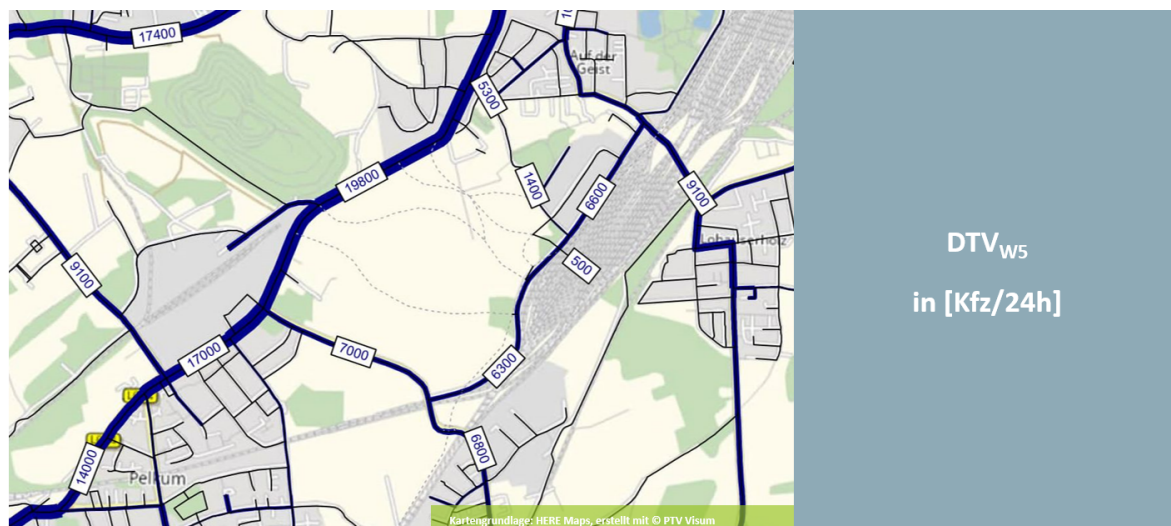 17400
Auf der
Geist
5300
19800
1400
6600
9100
Lohauserholz
9100
500
17000
7000
6300
14000
6800
Pelkum
Kartengrundlage: HERE Maps, erstellt mit © PTV Visum
DTVW5
in [Kfz/24h]